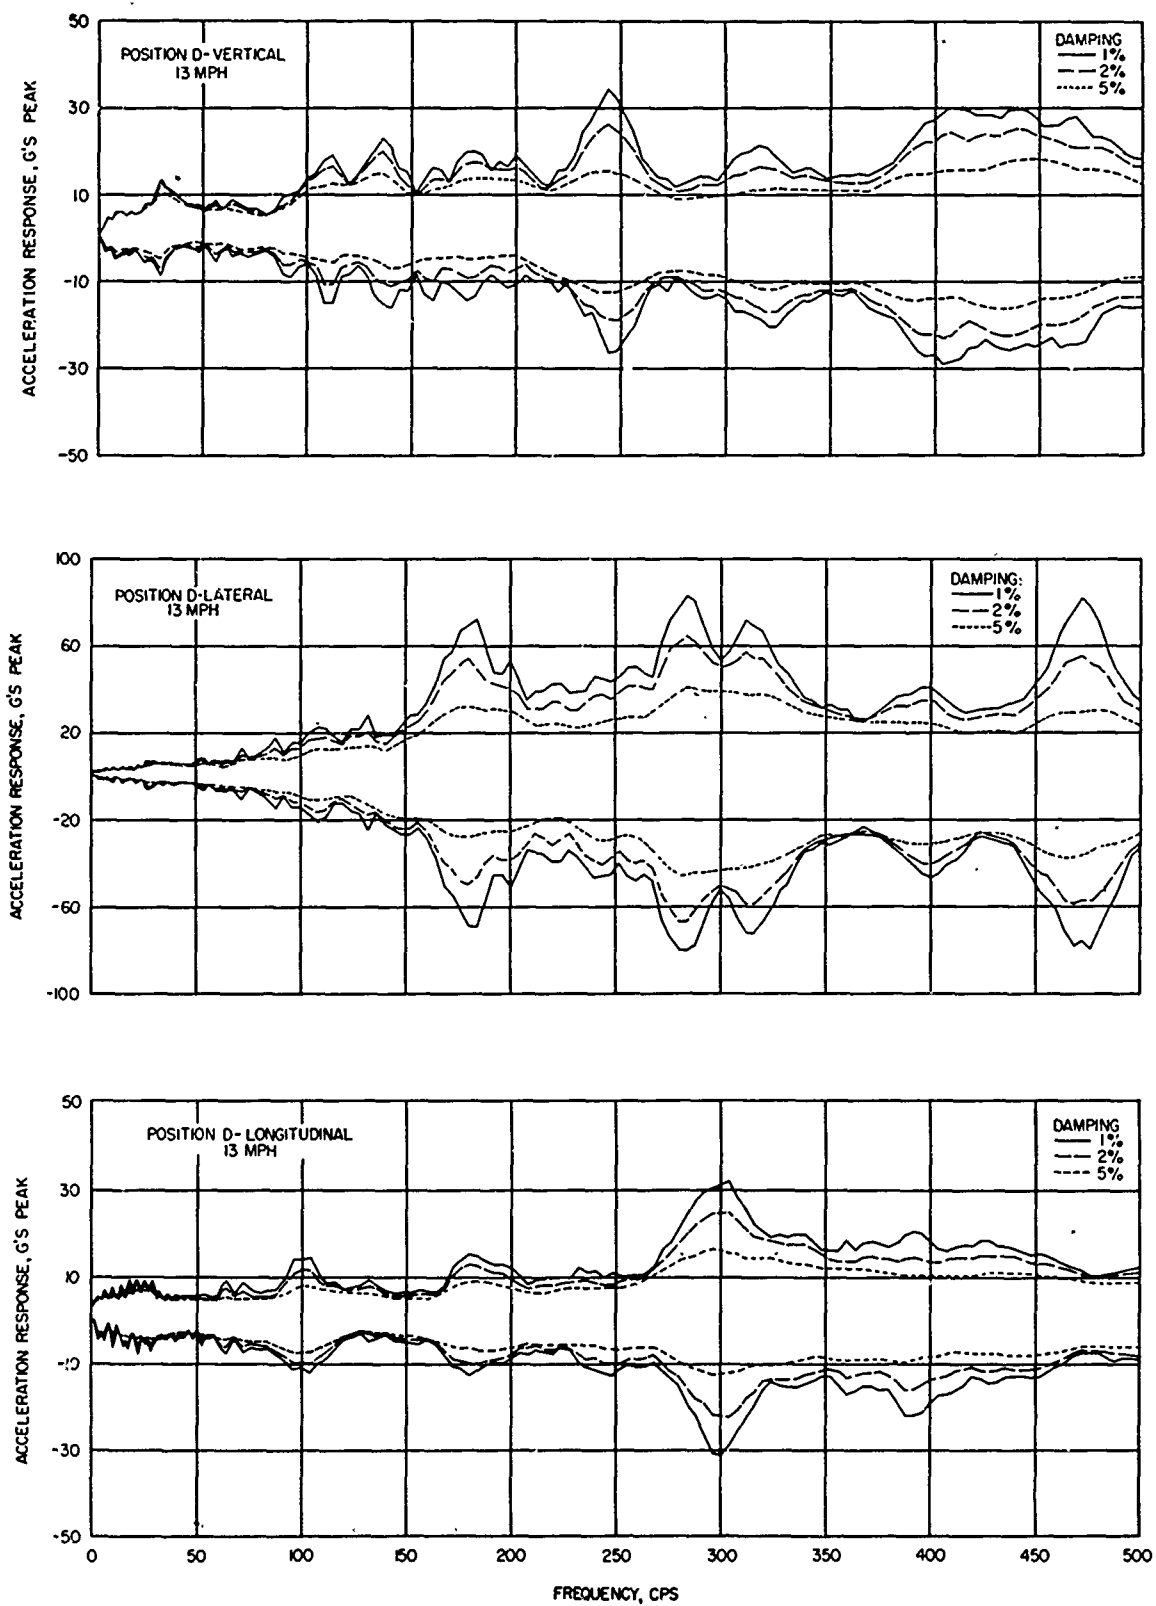 50
30
10
-10
-30
-50
ACCELERATION RESPONSE, G'S PEAK
POSITION D-VERTICAL
13 MPH
DAMPING
1%
2%
5%
100
60
20
-20
-60
-100
ACCELERATION RESPONSE, G'S PEAK
POSITION D-LATERAL
13 MPH
DAMPING:
1%
2%
5%
50
30
10
-10
-30
-50
ACCELERATION RESPONSE, G'S PEAK
POSITION D-LONGITUDINAL
13 MPH
DAMPING
1%
2%
5%
0 50 100 150 200 250 300 350 400 450 500
FREQUENCY, CPS